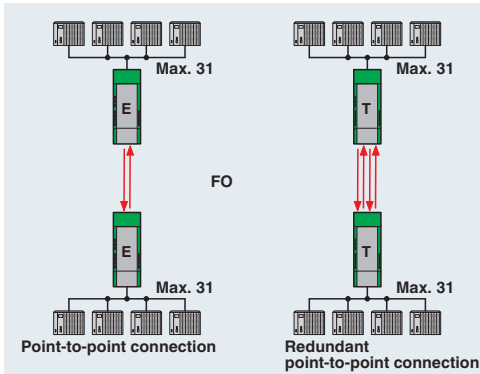 Max. 31
Max. 31
E
T
FO
E
T
Max. 31
Max. 31
Point-to-point connection
Redundant
point-to-point connection